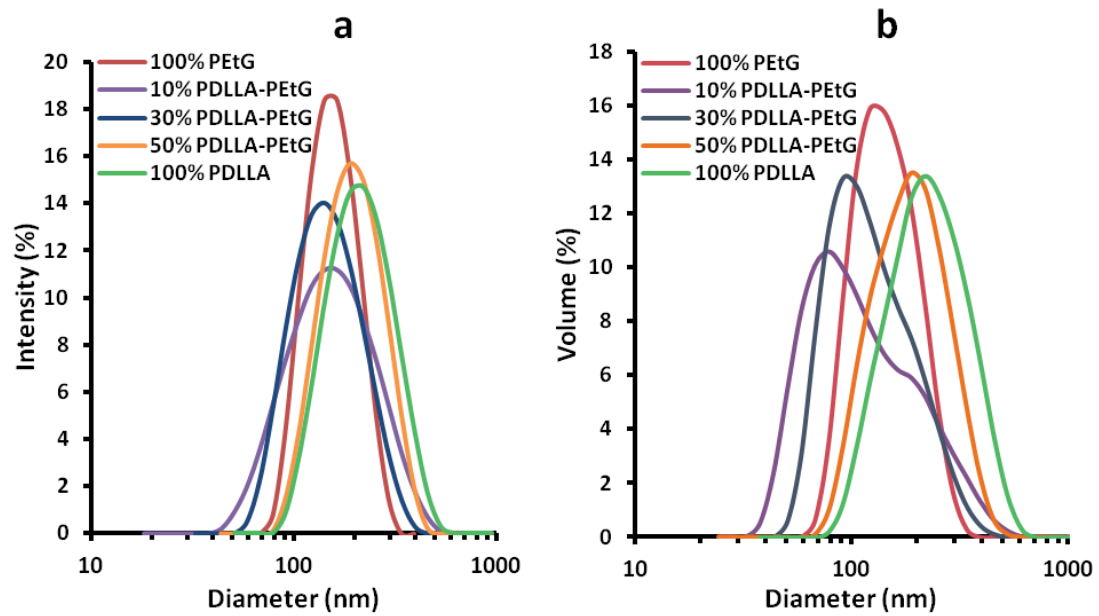 a
20
18
16
14
12
10
8
6
4
2
0
Intensity (%)
100% PEtG
10% PDLLA-PEtG
30% PDLLA-PEtG
50% PDLLA-PEtG
100% PDLLA
10
100
1000
Diameter (nm)
b
18
16
14
12
10
8
6
4
2
0
Volume (%)
100% PEtG
10% PDLLA-PEtG
30% PDLLA-PEtG
50% PDLLA-PEtG
100% PDLLA
10
100
1000
Diameter (nm)